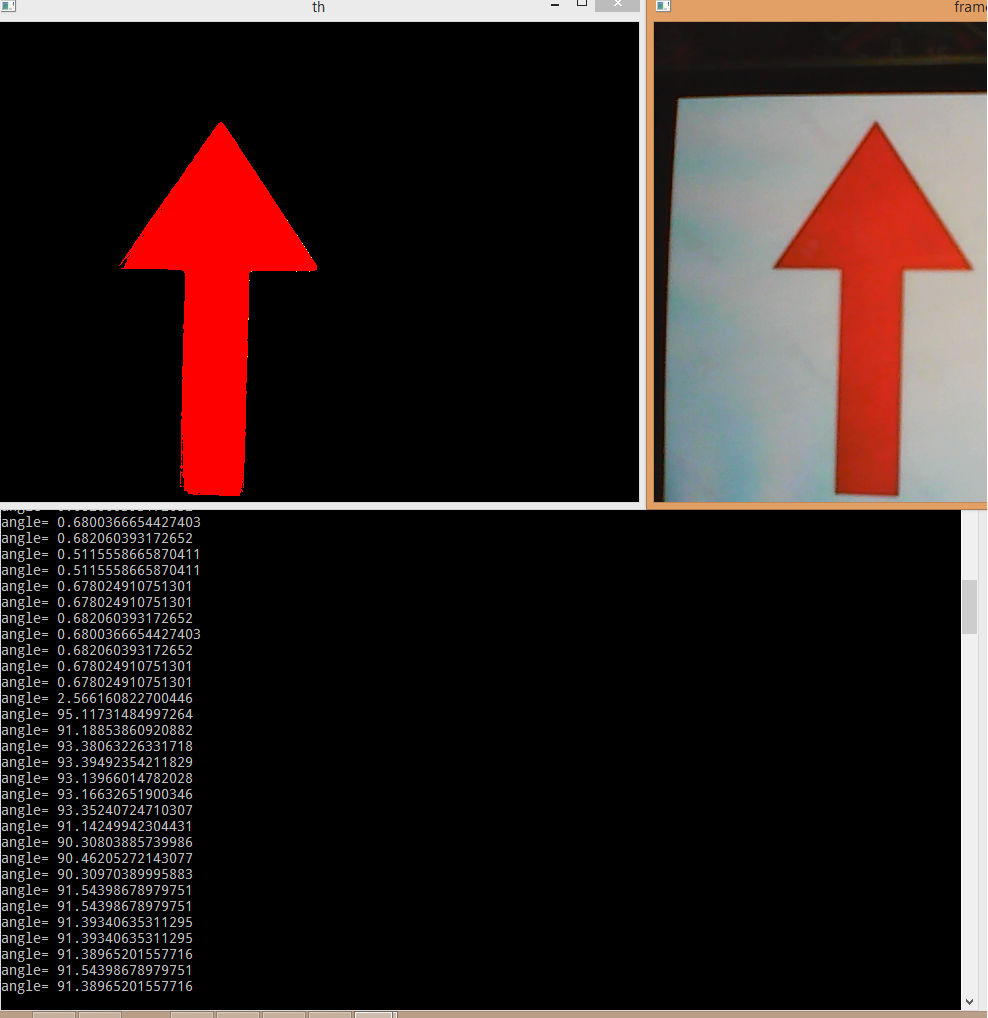 th
frame
angle= 0.6800366654427403
angle= 0.682060393172652
angle= 0.5115558665870411
angle= 0.5115558665870411
angle= 0.678024910751301
angle= 0.678024910751301
angle= 0.682060393172652
angle= 0.6800366654427403
angle= 0.682060393172652
angle= 0.678024910751301
angle= 0.678024910751301
angle= 2.566160822700446
angle= 95.11731484997264
angle= 91.18853860920882
angle= 93.38063226331718
angle= 93.39492354211829
angle= 93.13966014782028
angle= 93.16632651900346
angle= 93.35240724710307
angle= 91.14249942304431
angle= 90.30803885739986
angle= 90.46205272143077
angle= 90.30970389995883
angle= 91.54398678979751
angle= 91.54398678979751
angle= 91.39340635311295
angle= 91.39340635311295
angle= 91.38965201557716
angle= 91.54398678979751
angle= 91.38965201557716